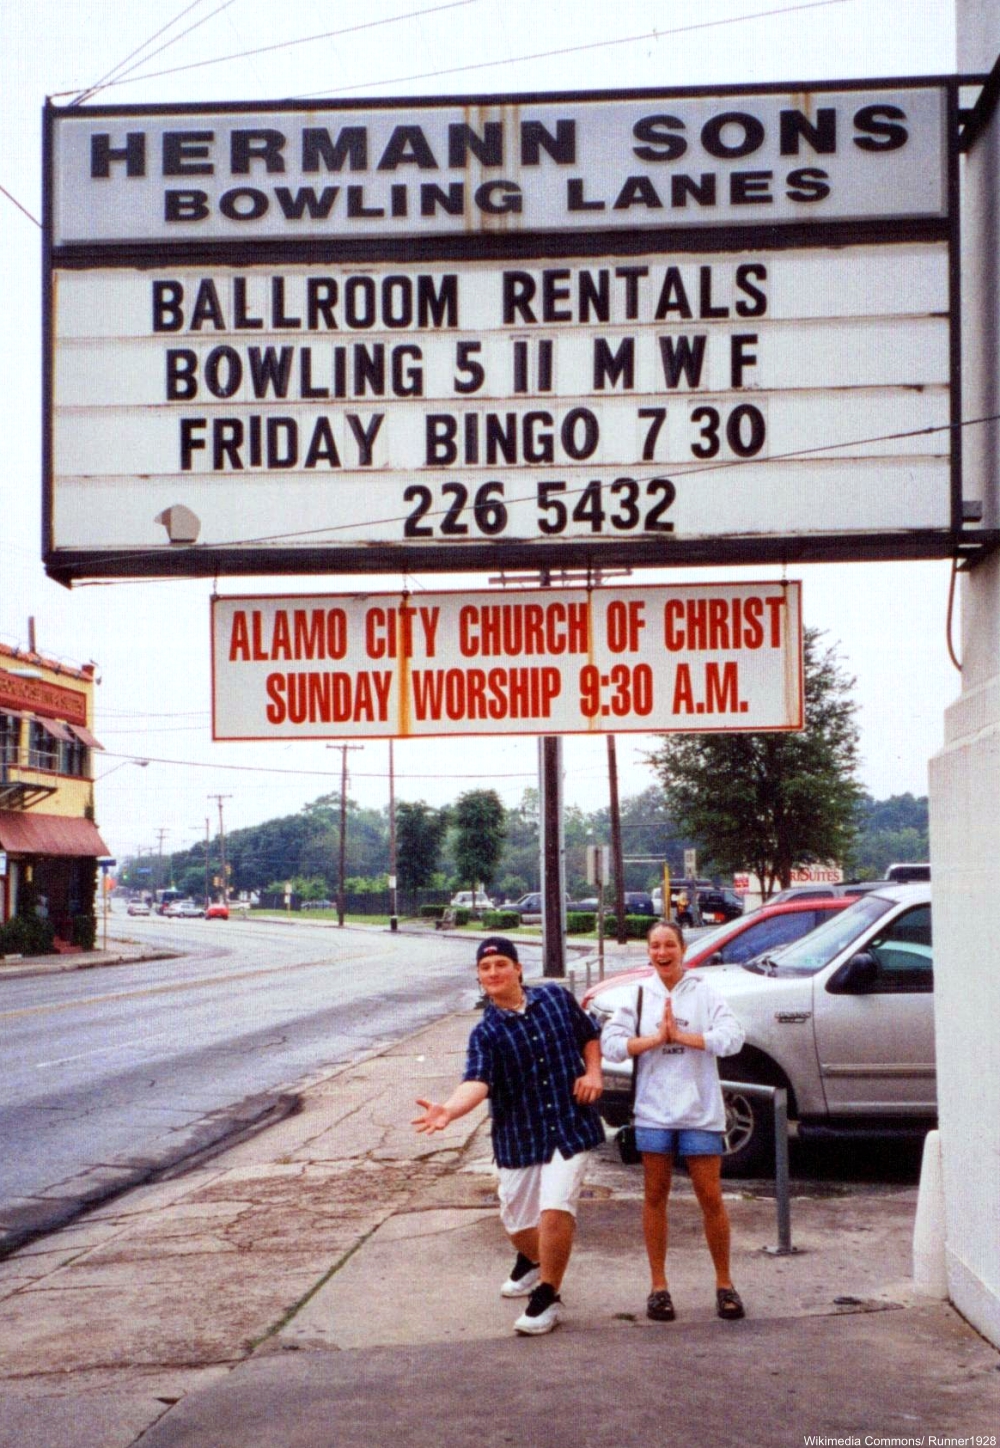 HERMANN SONS
BOWLING LANES
BALLROOM RENTALS
BOWLING 5 11 M W F
FRIDAY BINGO 7 30
226 5432
ALAMO CITY CHURCH OF CHRIST
SUNDAY WORSHIP 9:30 A.M.
DANCE
Wikimedia Commons/ Runner1928